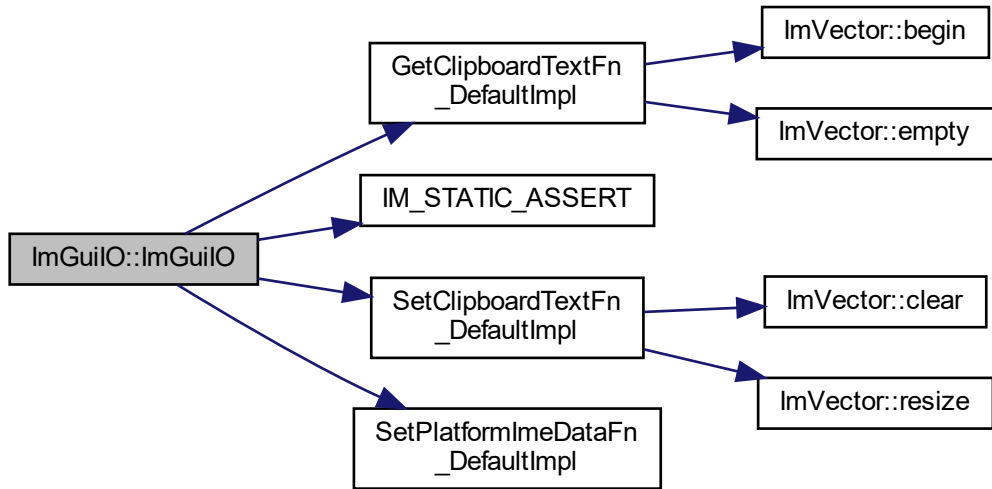 ImGuiIO::ImGuiIO
GetClipboardTextFn
_DefaultImpl
IM_STATIC_ASSERT
SetClipboardTextFn
_DefaultImpl
SetPlatformImeDataFn
_DefaultImpl
ImVector::begin
ImVector::empty
ImVector::clear
ImVector::resize